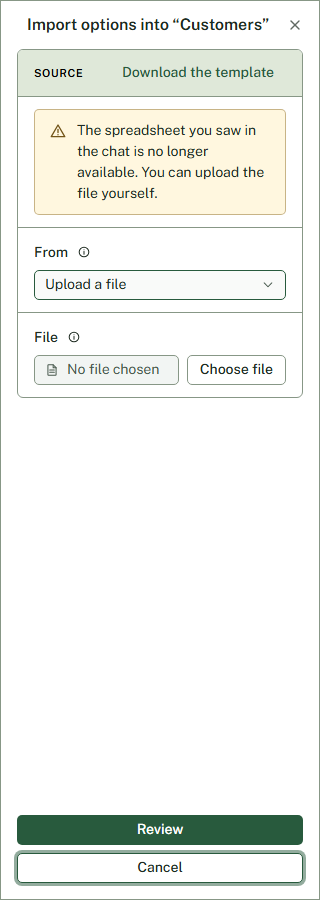 Import options into “Customers”
SOURCE
Download the template
The spreadsheet you saw in
the chat is no longer
available. You can upload the
file yourself.
From
Upload a file
File
No file chosen
Choose file
Review
Cancel